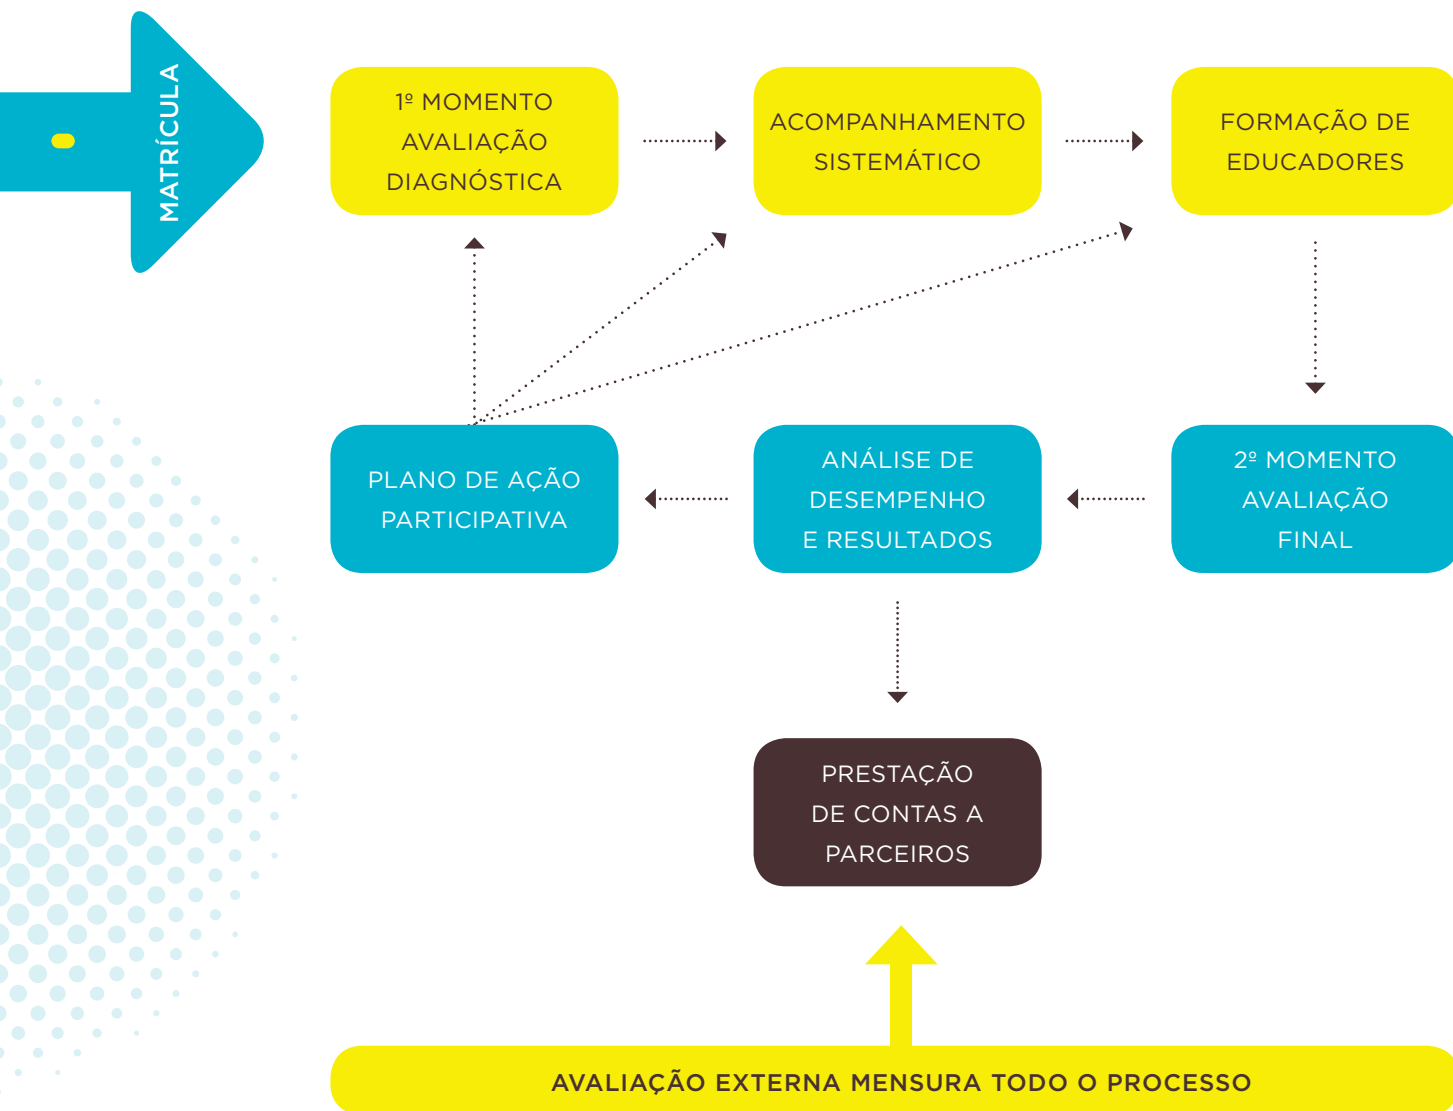 MATRÍCULA
1º MOMENTO
AVALIAÇÃO
DIAGNÓSTICA
ACOMPANHAMENTO
SISTEMÁTICO
FORMAÇÃO DE
EDUCADORES
PLANO DE AÇÃO
PARTICIPATIVA
ANÁLISE DE
DESEMPENHO
E RESULTADOS
2º MOMENTO
AVALIAÇÃO
FINAL
PRESTAÇÃO
DE CONTAS A
PARCEIROS
AVALIAÇÃO EXTERNA MENSURA TODO O PROCESSO